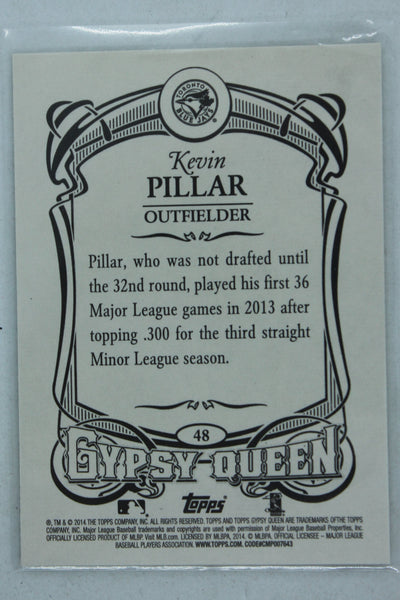 TORONTO
BLUE JAYS
Kevin
PILLAR
OUTFIELDER
Pillar, who was not drafted until
the 32nd round, played his first 36
Major League games in 2013 after
topping .300 for the third straight
Minor League season.
48
GYPSY QUEEN
Topps
®, TM & © 2014 THE TOPPS COMPANY, INC. ALL RIGHTS RESERVED. TOPPS AND TOPPS GYPSY QUEEN ARE TRADEMARKS OF THE TOPPS
COMPANY, INC. Major League Baseball trademarks and copyrights are used with permission of Major League Baseball Properties, Inc.
OFFICIALLY LICENSED PRODUCT OF MLBP. Visit MLB.com. © MLBPA, 2014. © MLBPA. OFFICIAL LICENSEE – MAJOR LEAGUE
BASEBALL PLAYERS ASSOCIATION. WWW.TOPPS.COM. CODE#CMP007643